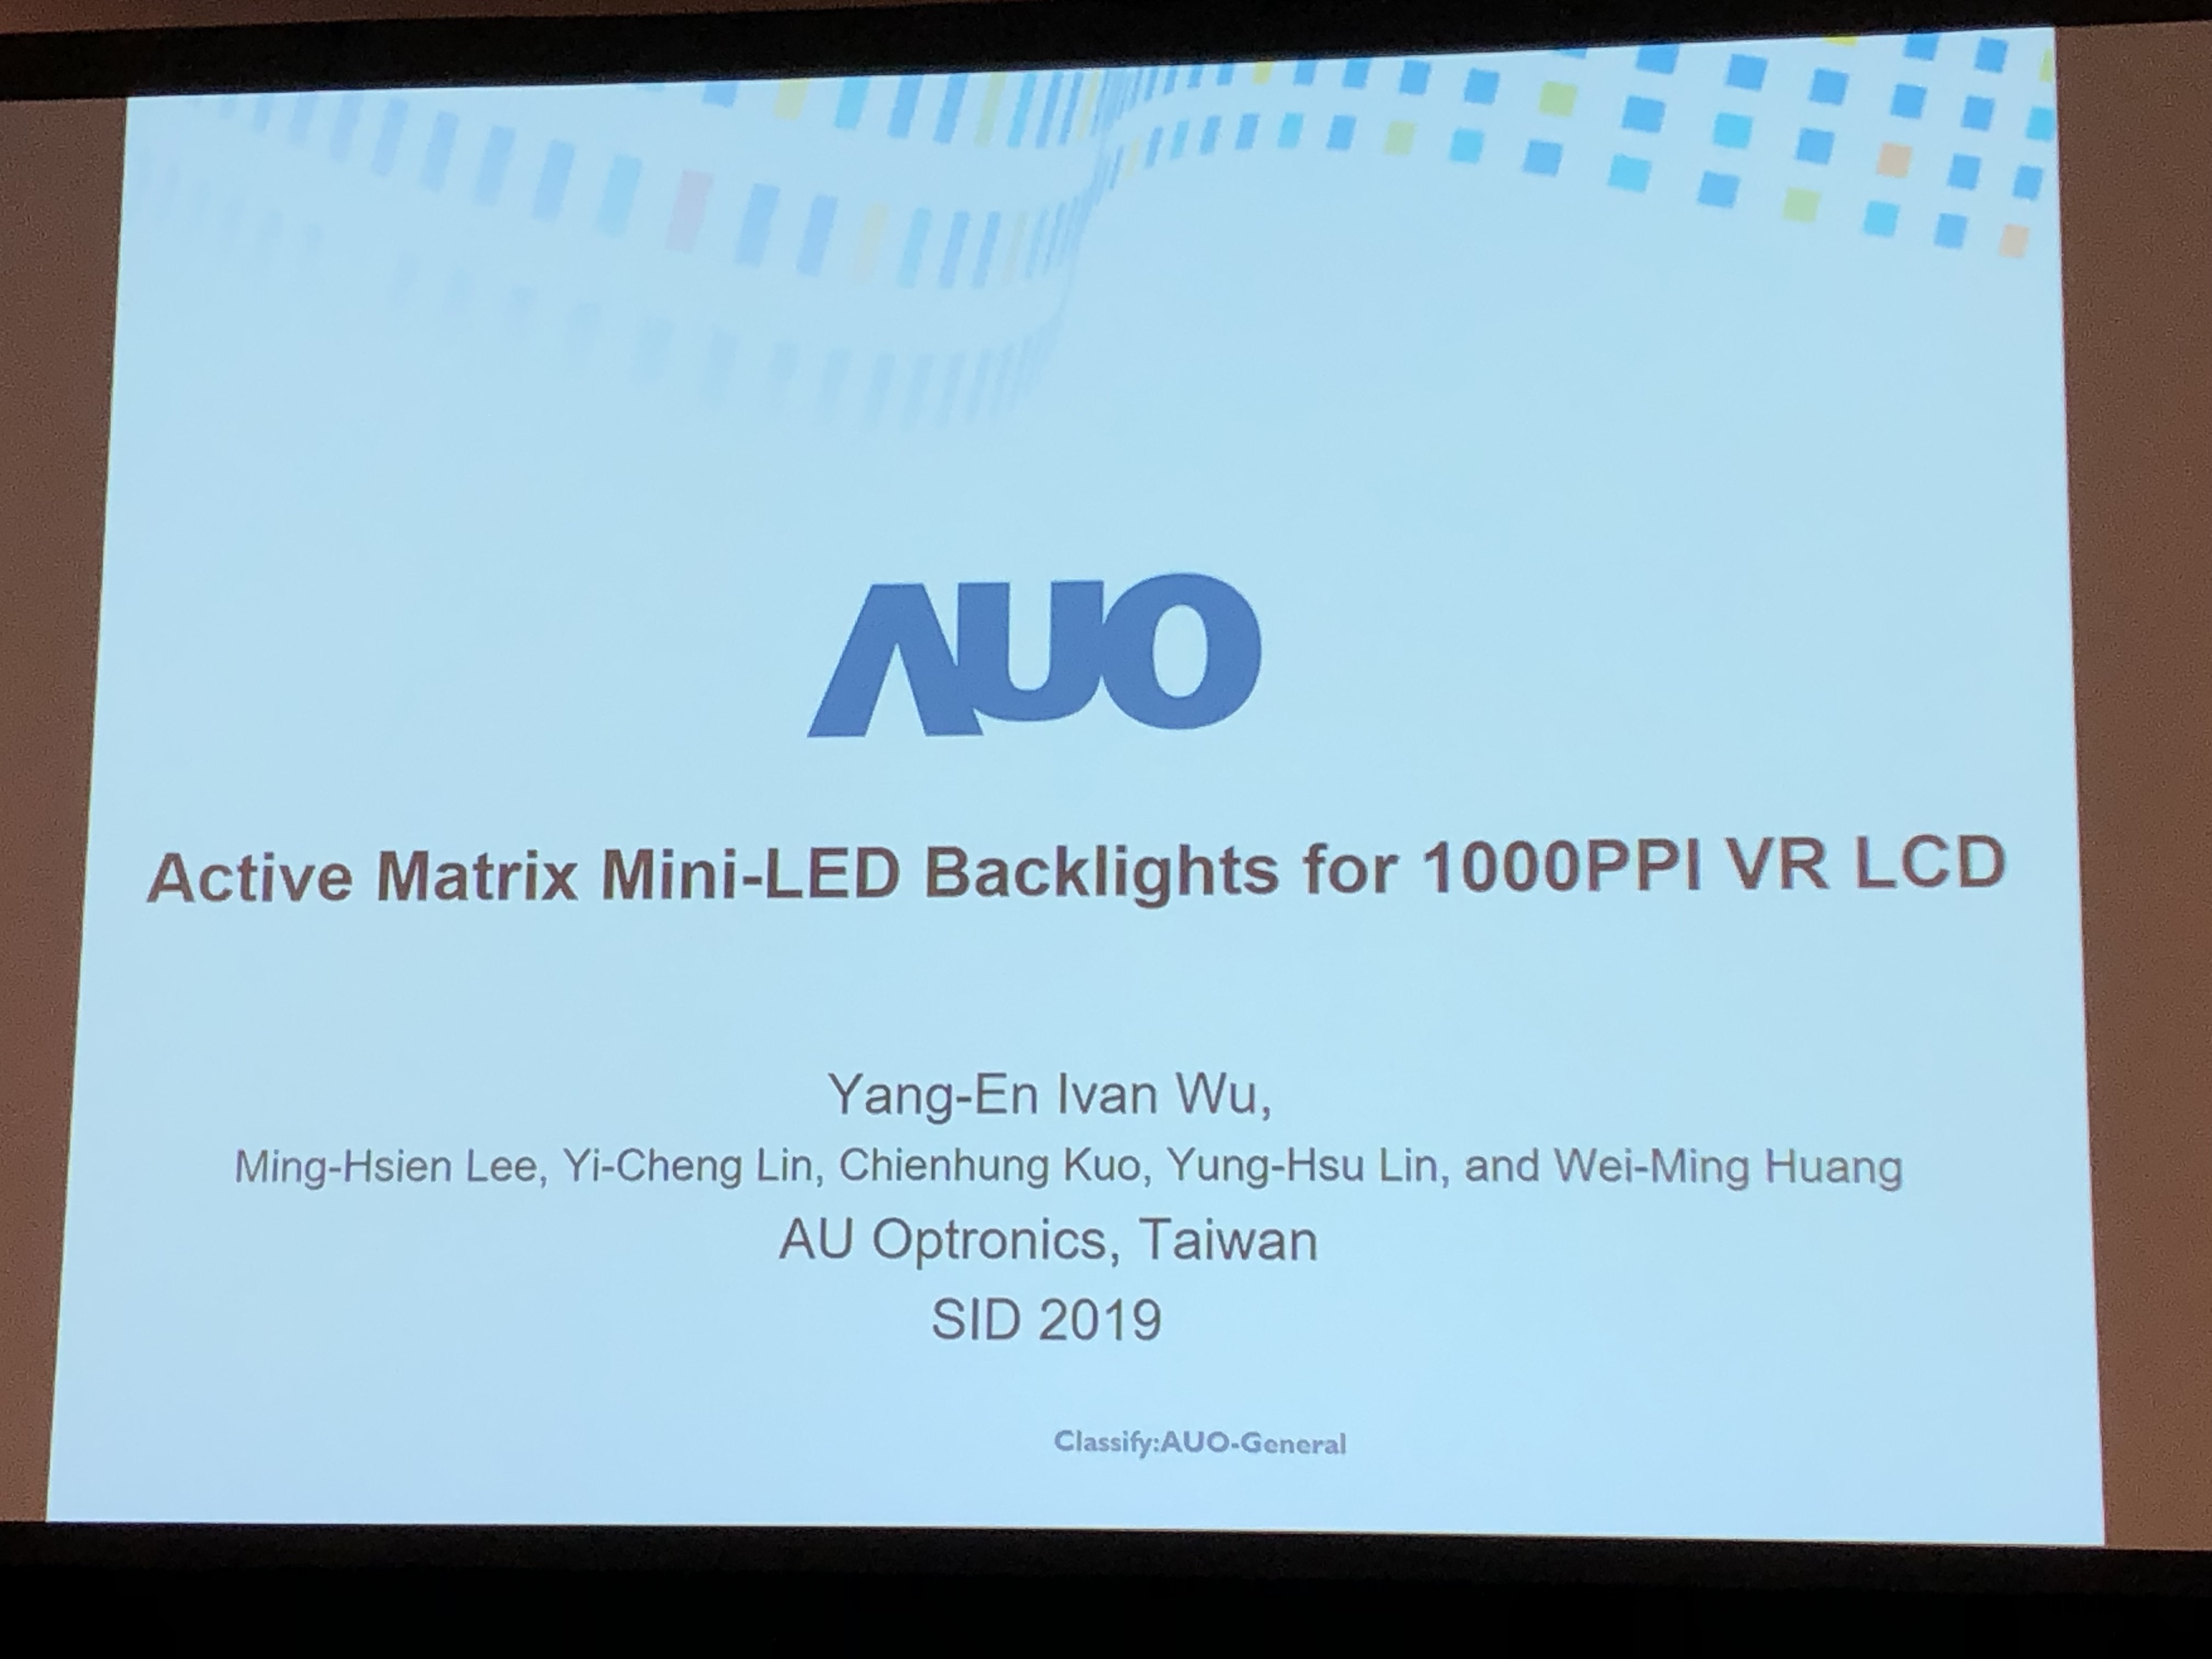 AUO
Active Matrix Mini-LED Backlights for 1000PPI VR LCD
Yang-En Ivan Wu,
Ming-Hsien Lee, Yi-Cheng Lin, Chienhung Kuo, Yung-Hsu Lin, and Wei-Ming Huang
AU Optronics, Taiwan
SID 2019
Classify:AUO-General